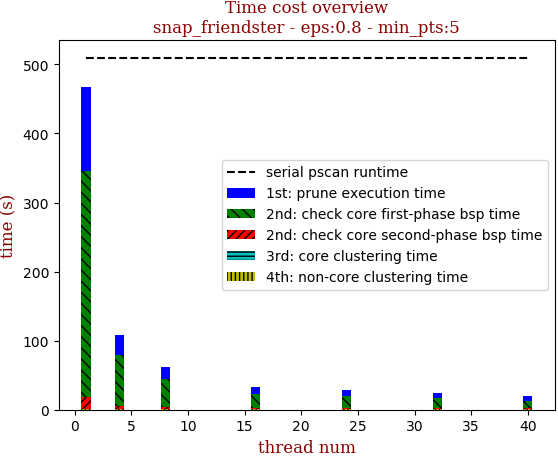 Time cost overview
snap_friendster - eps:0.8 - min_pts:5
time (s)
500
400
300
200
100
0
serial pscan runtime
1st: prune execution time
2nd: check core first-phase bsp time
2nd: check core second-phase bsp time
3rd: core clustering time
4th: non-core clustering time
0 5 10 15 20 25 30 35 40
thread num